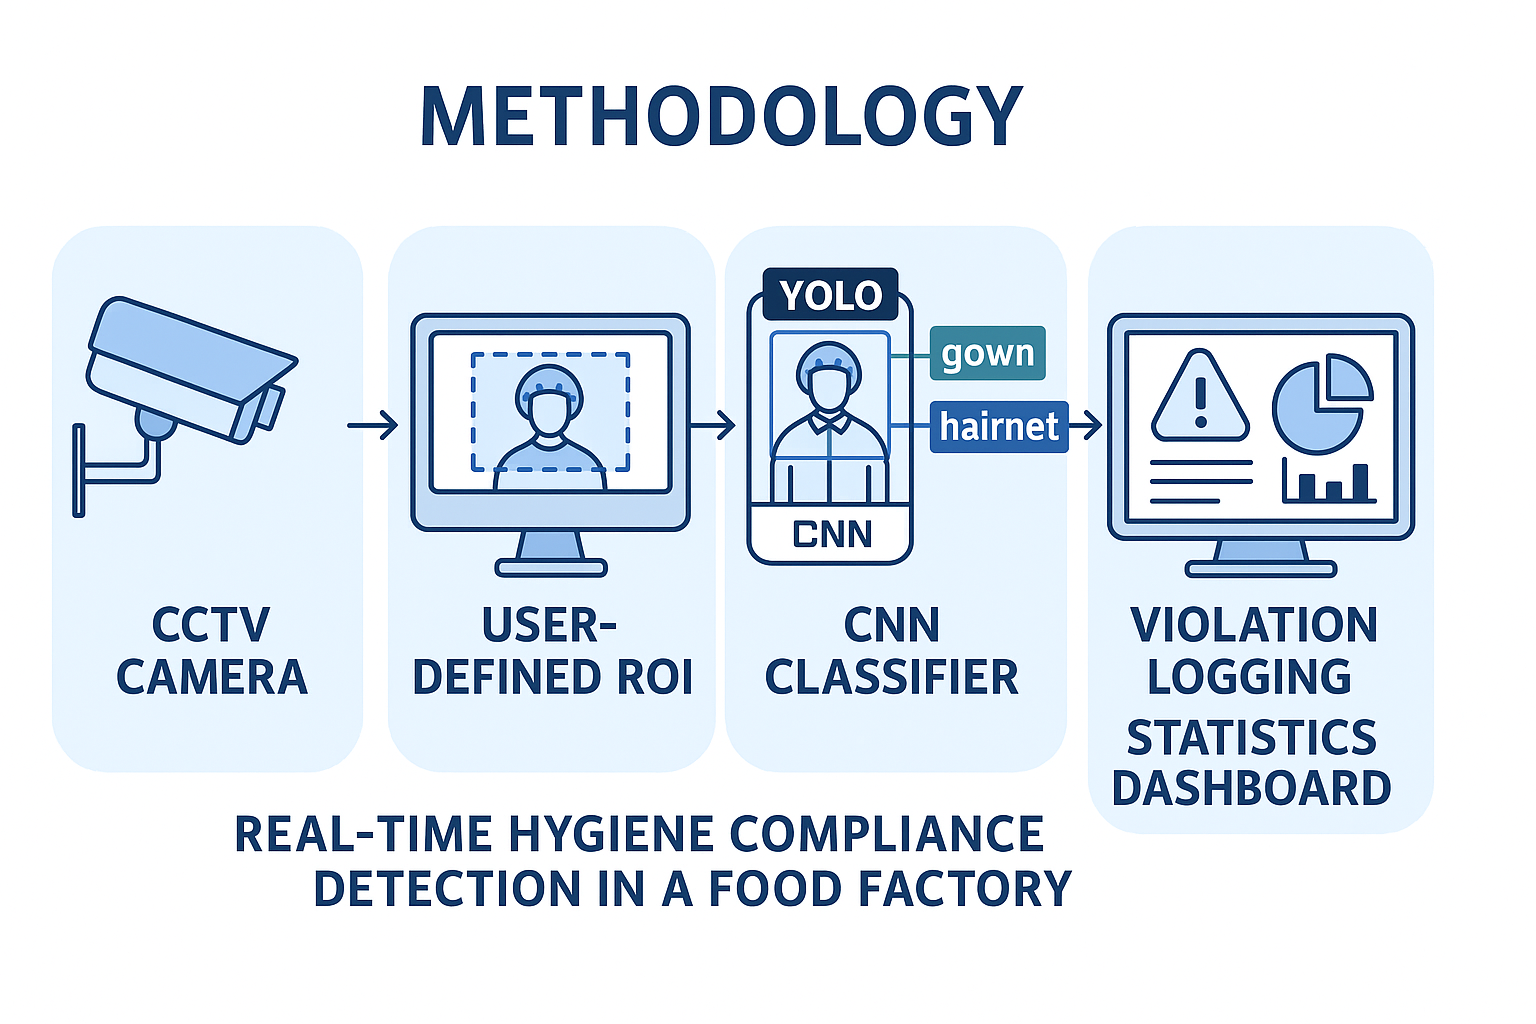 METHODOLOGY
CCTV
CAMERA
USER-
DEFINED ROI
YOLO
gown
hairnet
CNN
CNN
CLASSIFIER
VIOLATION
LOGGING
STATISTICS
DASHBOARD
REAL-TIME HYGIENE COMPLIANCE
DETECTION IN A FOOD FACTORY